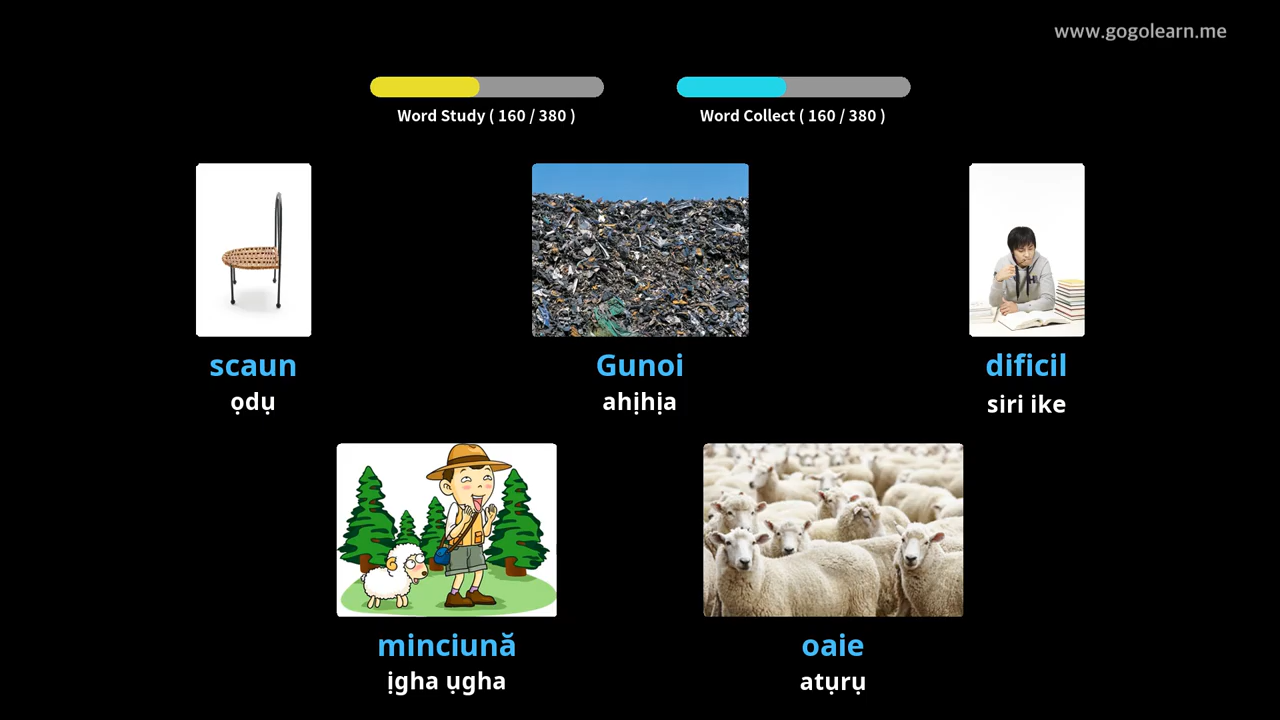 www.gogolearn.me
Word Study ( 160 / 380 )
Word Collect ( 160 / 380 )
scaun
ọdụ
Gunoi
ahịhịa
dificil
siri ike
minciună
ịgha ụgha
oaie
atụrụ